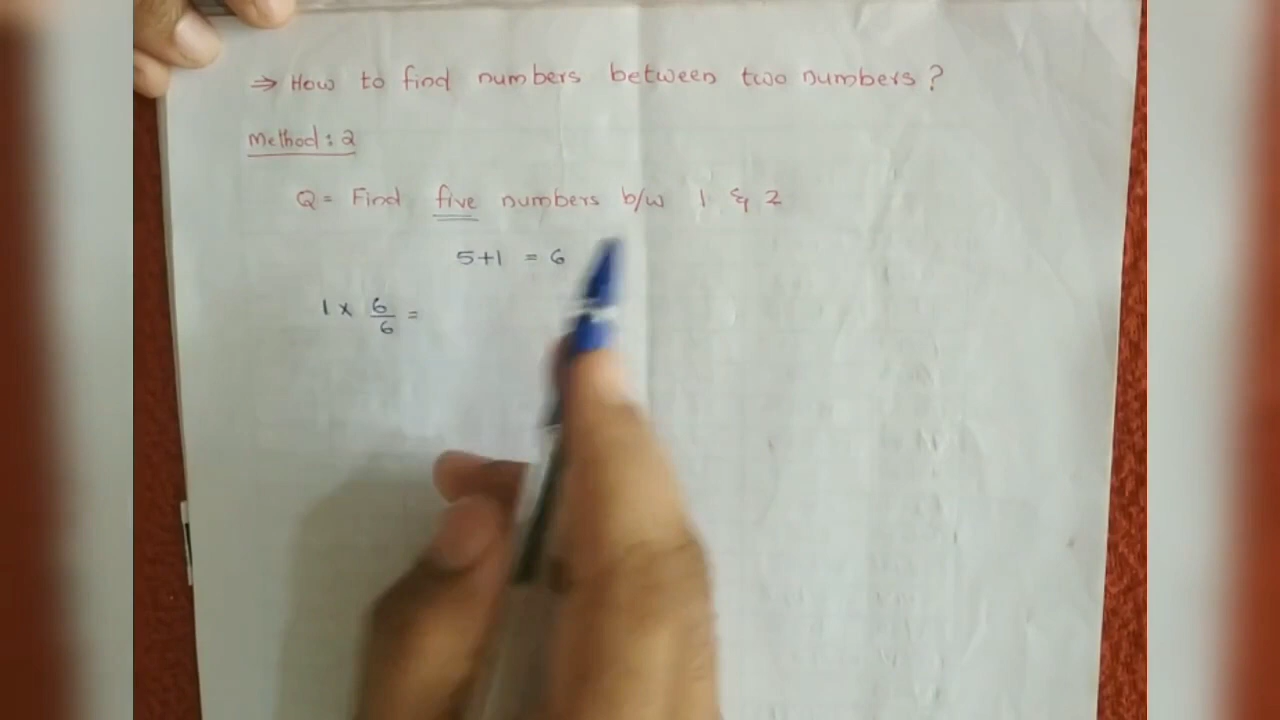 ⇒ How to find numbers between two numbers?
Method: 2
Q= Find five numbers b/w 1 & 2
5+1 = 6
1 x 6/6 =